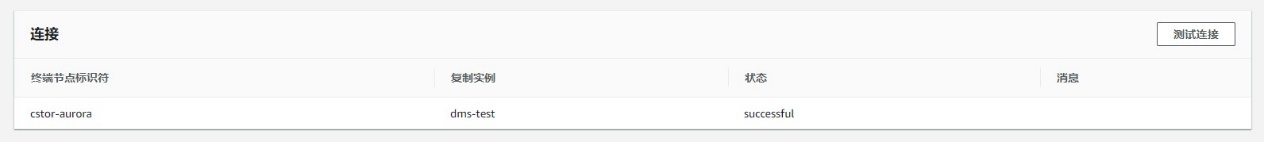 连接
测试连接
终端节点标识符 复制实例 状态 消息
cstor-aurora dms-test successful